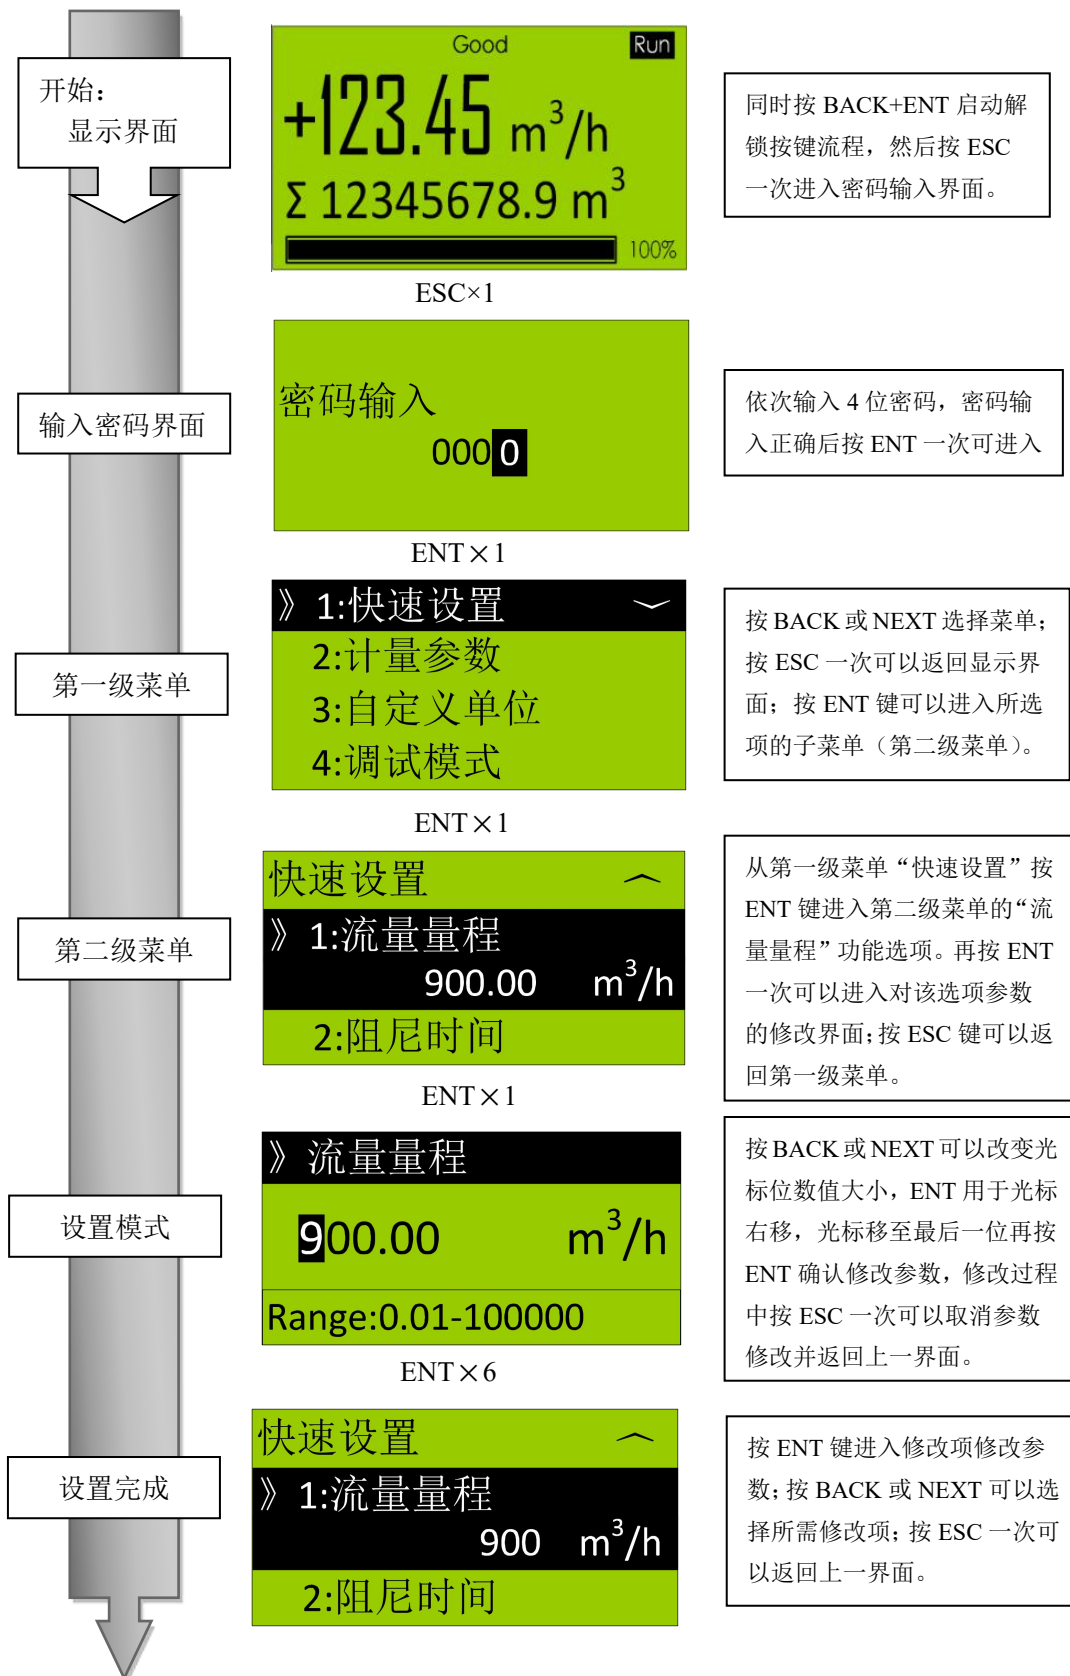 开始：
显示界面
Good
Run
+123.45 m³/h
Σ 12345678.9 m³
100%
同时按 BACK+ENT 启动解
锁按键流程，然后按 ESC
一次进入密码输入界面。
ESC×1
输入密码界面
密码输入
0000
依次输入 4 位密码，密码输
入正确后按 ENT 一次可进入
ENT×1
第一级菜单
》1:快速设置
2:计量参数
3:自定义单位
4:调试模式
按 BACK 或 NEXT 选择菜单；
按 ESC 一次可以返回显示界
面；按 ENT 键可以进入所选
项的子菜单（第二级菜单）。
ENT×1
第二级菜单
快速设置
》1:流量量程
900.00 m³/h
2:阻尼时间
从第一级菜单“快速设置”按
ENT 键进入第二级菜单的“流
量量程”功能选项。再按 ENT
一次可以进入对该选项参数
的修改界面；按 ESC 键可以返
回第一级菜单。
ENT×1
设置模式
》流量量程
900.00 m³/h
Range:0.01-100000
按 BACK 或 NEXT 可以改变光
标位数值大小，ENT 用于光标
右移，光标移至最后一位再按
ENT 确认修改参数，修改过程
中按 ESC 一次可以取消参数
修改并返回上一界面。
ENT×6
设置完成
快速设置
》1:流量量程
900 m³/h
2:阻尼时间
按 ENT 键进入修改项修改参
数；按 BACK 或 NEXT 可以选
择所需修改项；按 ESC 一次可
以返回上一界面。